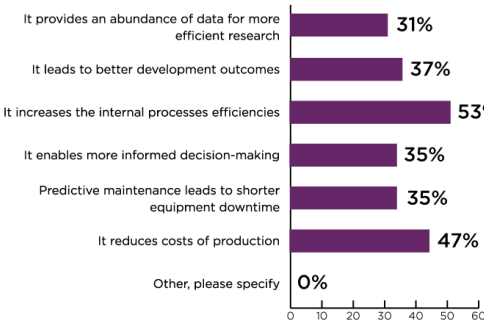 It provides an abundance of data for more
efficient research
31%
It leads to better development outcomes
37%
It increases the internal processes efficiencies
53
It enables more informed decision-making
35%
Predictive maintenance leads to shorter
equipment downtime
35%
It reduces costs of production
47%
Other, please specify
0%
0 10 20 30 40 50 60